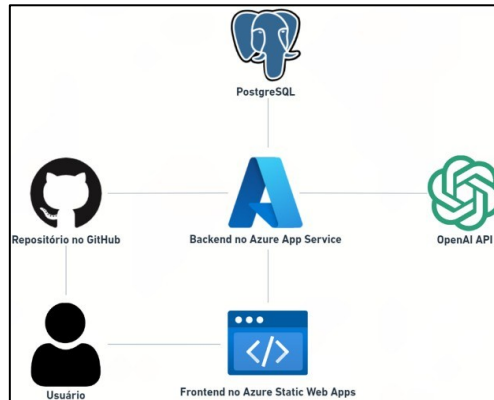 PostgreSQL
Repositório no GitHub
Backend no Azure App Service
OpenAI API
</>
Usuário
Frontend no Azure Static Web Apps